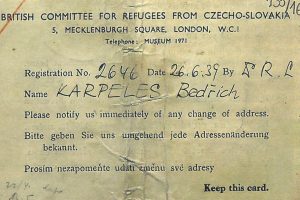 BRITISH COMMITTEE FOR REFUGEES FROM CZECHO-SLOVAKIA
5, MECKLENBURGH SQUARE, LONDON, W.C.1
Telephone: MUSEUM 1971
Registration No. 2646 Date 26.6.39 By
Name KARPELES Bedřich
Please notify us immediately of any change of address.
Bitte geben Sie uns umgehend jede Adressenänderung
bekannt.
Prosím nezapomeňte udati změnu své adresy
Keep this card.